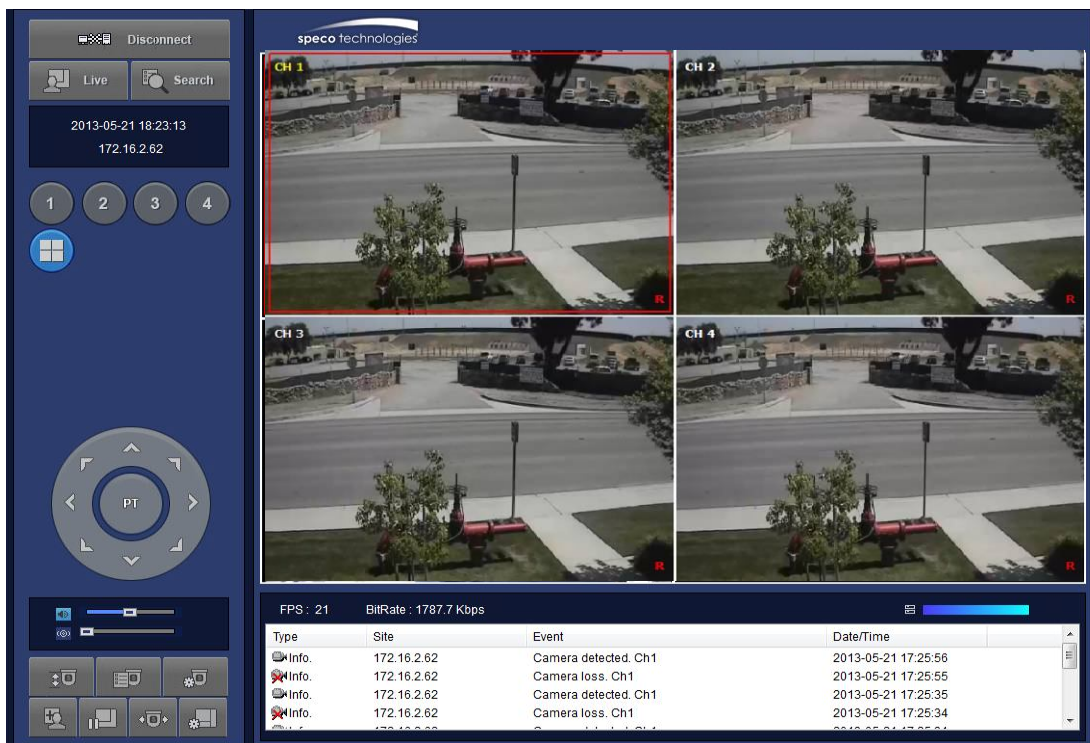 Disconnect
Live
Search
2013-05-21 18:23:13
172.16.2.62
1
2
3
4
PT
speco technologies
CH 1
R
CH 2
R
CH 3
R
CH 4
R
FPS : 21 BitRate : 1787.7 Kbps
Type Site Event Date/Time
Info. 172.16.2.62 Camera detected. Ch1 2013-05-21 17:25:56
Info. 172.16.2.62 Camera loss. Ch1 2013-05-21 17:25:55
Info. 172.16.2.62 Camera detected. Ch1 2013-05-21 17:25:35
Info. 172.16.2.62 Camera loss. Ch1 2013-05-21 17:25:34